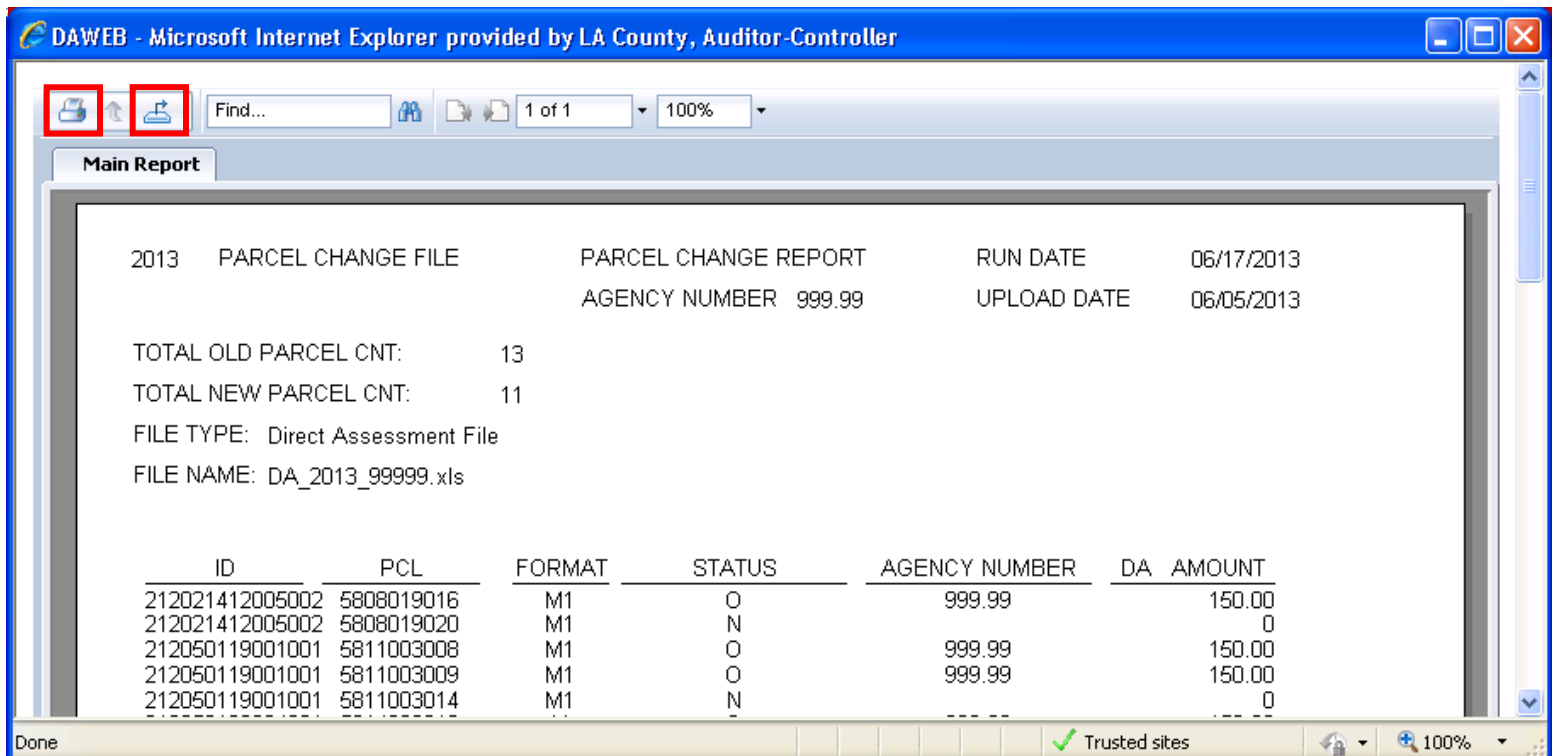 DAWEB - Microsoft Internet Explorer provided by LA County, Auditor-Controller
Find... 1 of 1 100%
Main Report
2013 PARCEL CHANGE FILE PARCEL CHANGE REPORT RUN DATE 06/17/2013
AGENCY NUMBER 999.99 UPLOAD DATE 06/05/2013
TOTAL OLD PARCEL CNT: 13
TOTAL NEW PARCEL CNT: 11
FILE TYPE: Direct Assessment File
FILE NAME: DA_2013_99999.xls
ID PCL FORMAT STATUS AGENCY NUMBER DA AMOUNT
212021412005002 5808019016 M1 O 999.99 150.00
212021412005002 5808019020 M1 N 0
212050119001001 5811003008 M1 O 999.99 150.00
212050119001001 5811003009 M1 O 999.99 150.00
212050119001001 5811003014 M1 N 0
Done Trusted sites 100%